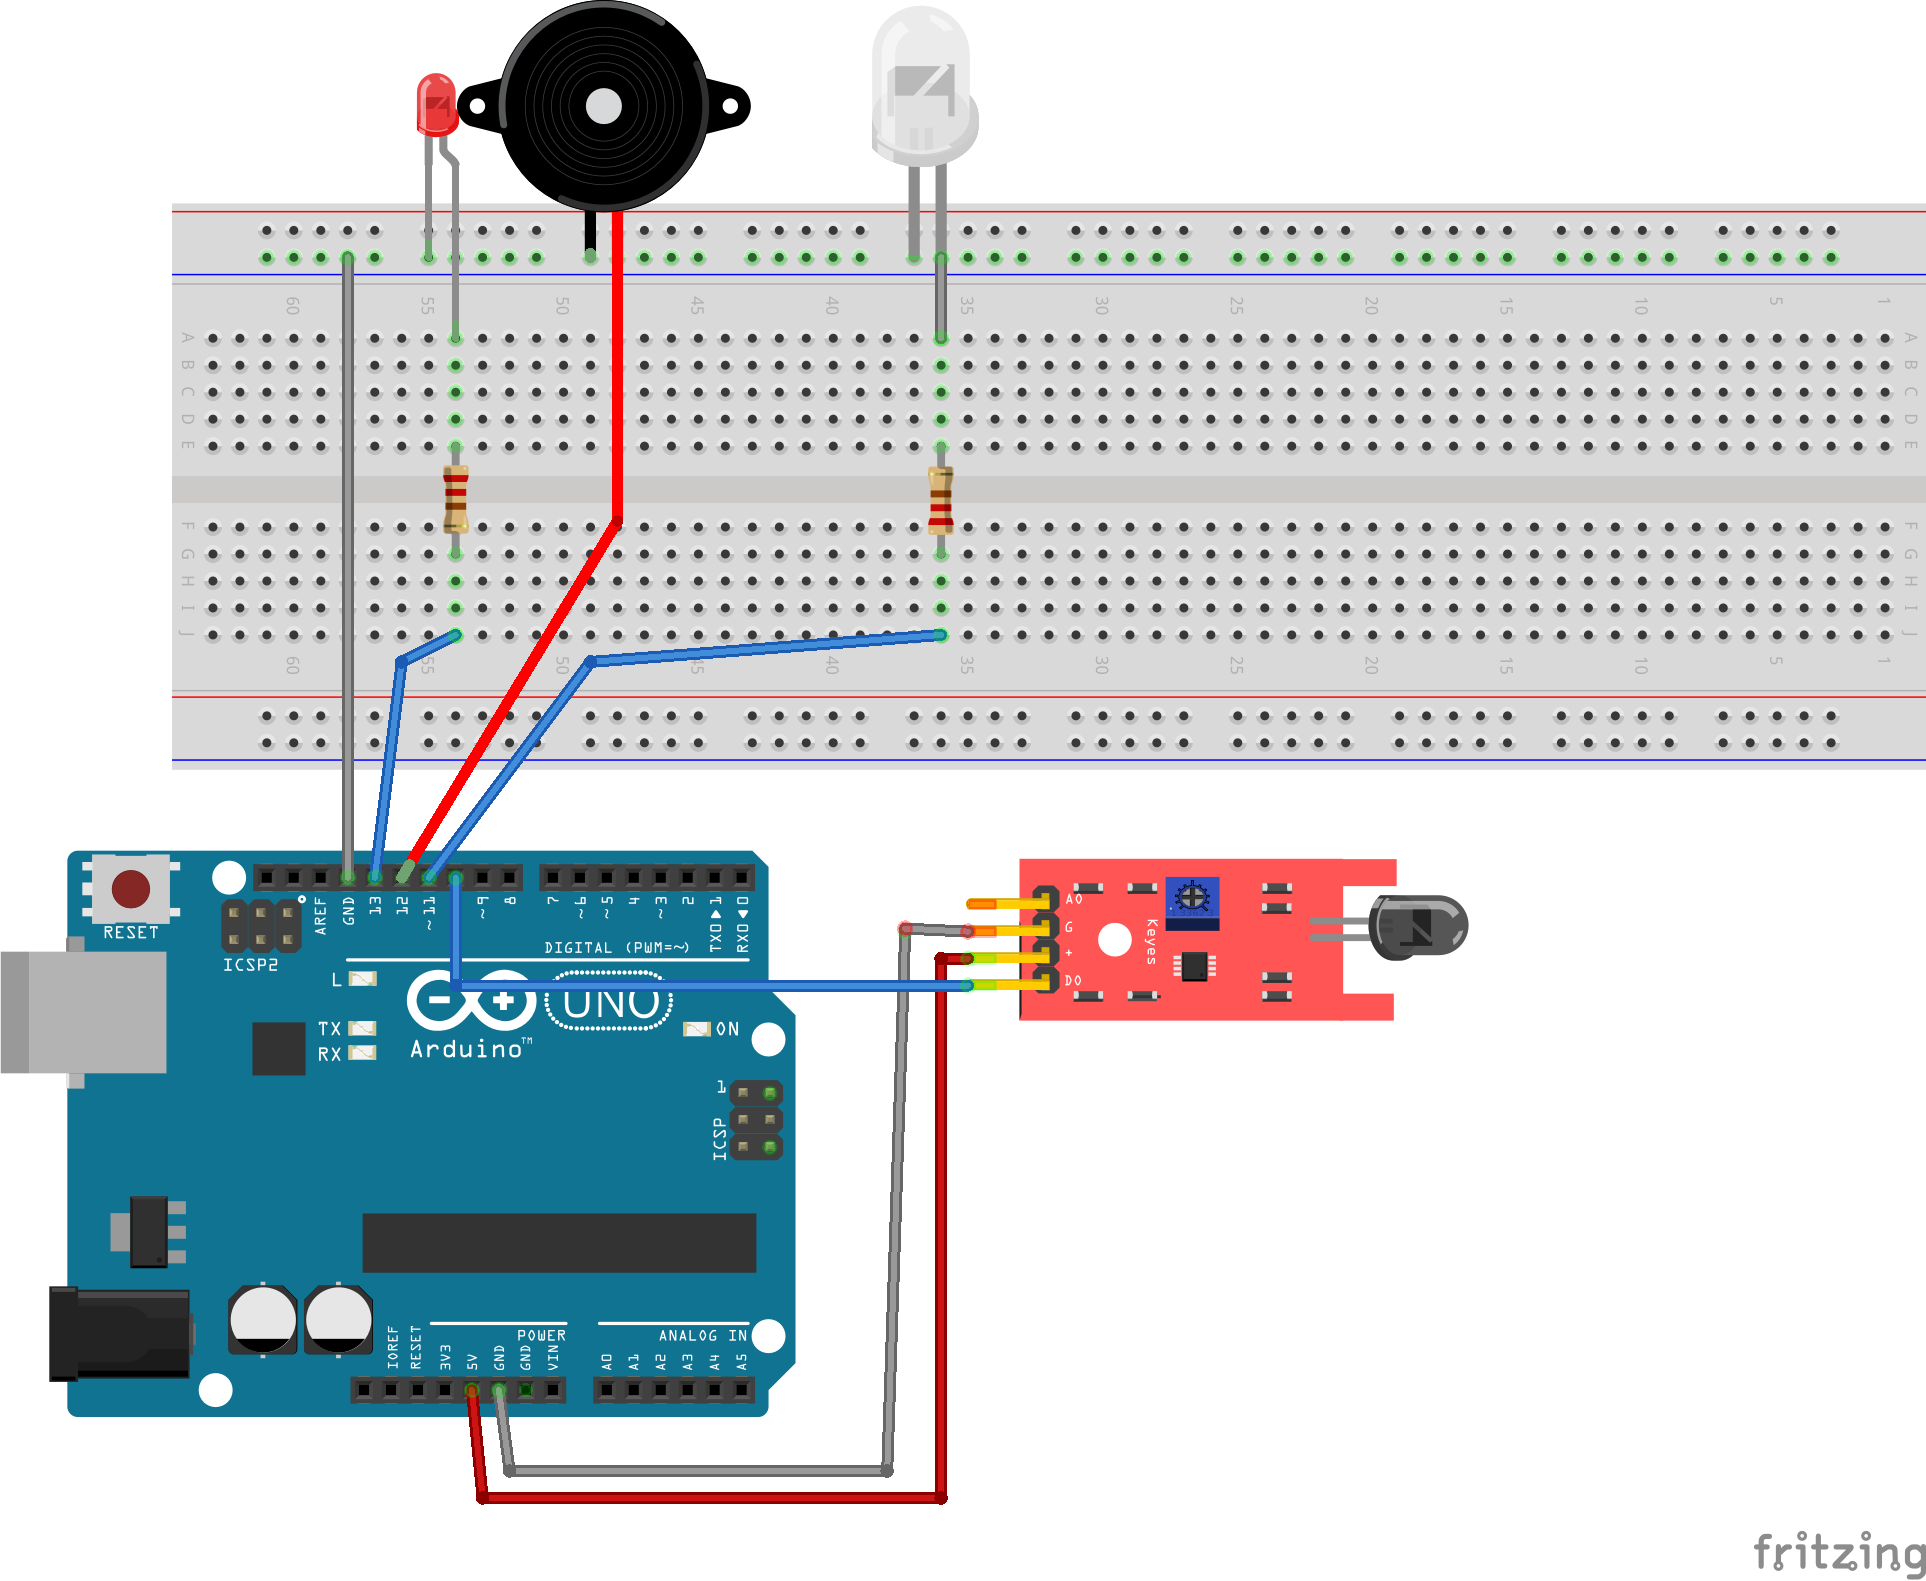 60 55 50 45 40 35 30 25 20 15 10 5 1
A A
B B
C C
D D
E E
F F
G G
H H
I I
J J
60 55 50 45 40 35 30 25 20 15 10 5 1
RESET
ICSP2
AREF
GND
13
12
~11
~9
8
7
~6
~5
4
~3
2
TXD▶1
RXD◀0
DIGITAL (PWM=~)
L
TX
RX
UNO
ON
Arduino™
1
ICSP
IOREF
RESET
3V3
5V
GND
GND
VIN
POWER
A0
A1
A2
A3
A4
A5
ANALOG IN
A0
G
+
D0
Keyes
fritzing